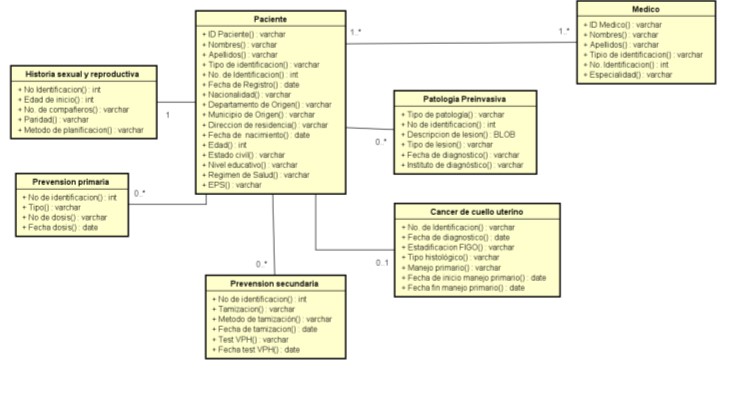 Paciente
+ ID Paciente() : varchar
+ Nombres() : varchar
+ Apellidos() : varchar
+ Tipo de identificacion() : varchar
+ No. de Identificacion() : int
+ Fecha de Registro() : date
+ Nacionalidad() : varchar
+ Departamento de Origen() : varchar
+ Municipio de Origen() : varchar
+ Direccion de residencia() : varchar
+ Fecha de nacimiento() : date
+ Edad() : int
+ Estado civil() : varchar
+ Nivel educativo() : varchar
+ Regimen de Salud() : varchar
+ EPS() : varchar
1..*
1..*
Medico
+ ID Medico() : varchar
+ Nombres() : varchar
+ Apellidos() : varchar
+ Tipio de identificacion() : varchar
+ No. Identificacion() : int
+ Especialidad() : varchar
Historia sexual y reproductiva
+ No Identificacion() : int
+ Edad de inicio() : int
+ No. de compañeros() : varchar
+ Paridad() : varchar
+ Metodo de planificacion() : varchar
1
Patologia Preinvasiva
+ Tipo de patologia() : varchar
+ No de identificacion() : int
+ Descripcion de lesion() : BLOB
+ Tipo de lesion() : varchar
+ Fecha de diagnostico() : varchar
+ Instituto de diagnóstico() : varchar
0..*
Prevension primaria
+ No de identificacion() : int
+ Tipo() : varchar
+ No de dosis() : varchar
+ Fecha dosis() : date
0..*
Cancer de cuello uterino
+ No. de Identificacion() : varchar
+ Fecha de diagnostico() : date
+ Estadificacion FIGO() : varchar
+ Tipo histológico() : varchar
+ Manejo primario() : varchar
+ Fecha de inicio manejo primario() : date
+ Fecha fin manejo primario() : date
0..1
0..*
Prevension secundaria
+ No de identificacion() : int
+ Tamizacion() : varchar
+ Metodo de tamización() : varchar
+ Fecha de tamizacion() : date
+ Test VPH() : varchar
+ Fecha test VPH() : date